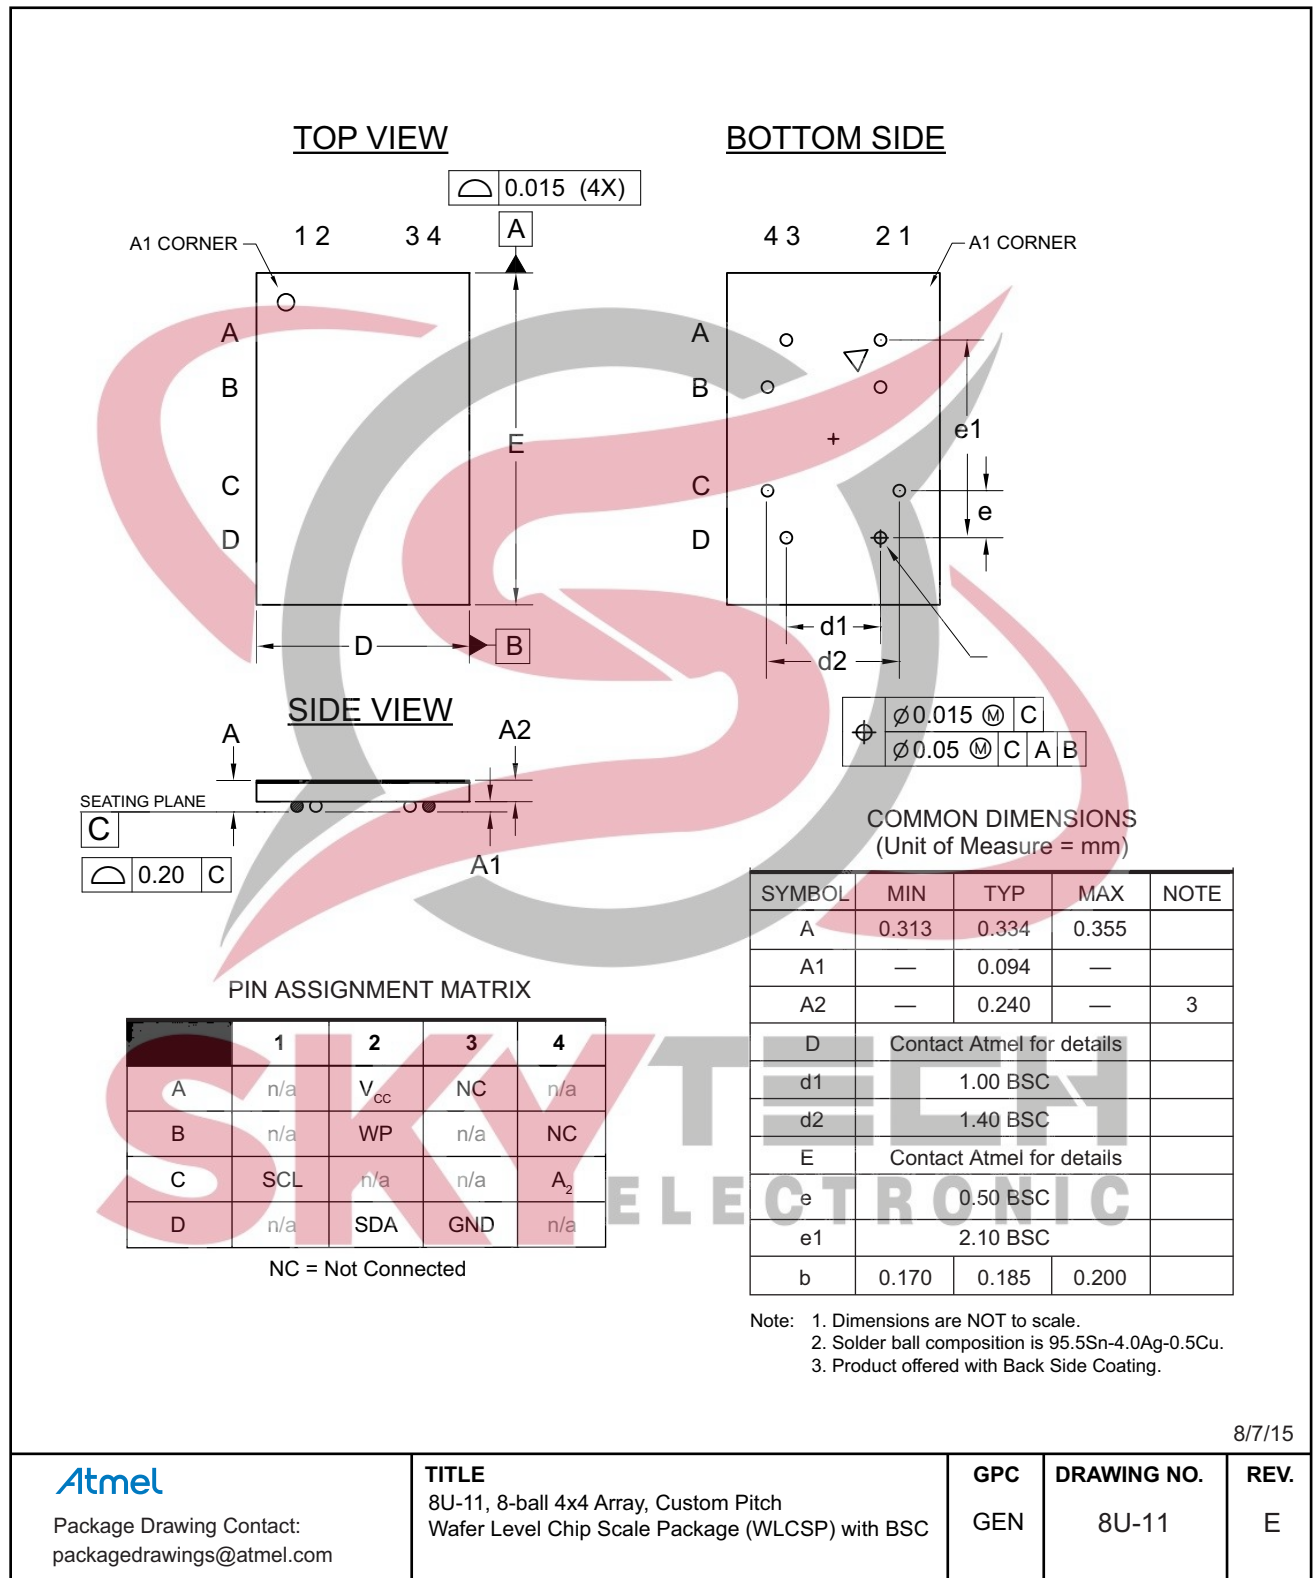 TOP VIEW
BOTTOM SIDE
0.015 (4X)
A
1 2 3 4
A1 CORNER
4 3 2 1
A1 CORNER
A
B
C
D
E
D
B
A
B
C
D
e1
e
d1
d2
SIDE VIEW
A
A2
SEATING PLANE
C
0.20 C
A1
Ø0.015 Ⓜ C
Ø0.05 Ⓜ C A B
COMMON DIMENSIONS
(Unit of Measure = mm)
SYMBOL MIN TYP MAX NOTE
A 0.313 0.334 0.355
A1 — 0.094 —
A2 — 0.240 — 3
D Contact Atmel for details
d1 1.00 BSC
d2 1.40 BSC
E Contact Atmel for details
e 0.50 BSC
e1 2.10 BSC
b 0.170 0.185 0.200
PIN ASSIGNMENT MATRIX
1 2 3 4
A n/a VCC NC n/a
B n/a WP n/a NC
C SCL n/a n/a A2
D n/a SDA GND n/a
NC = Not Connected
SKYTECH
ELECTRONIC
Note: 1. Dimensions are NOT to scale.
2. Solder ball composition is 95.5Sn-4.0Ag-0.5Cu.
3. Product offered with Back Side Coating.
8/7/15
Atmel
Package Drawing Contact:
packagedrawings@atmel.com
TITLE
8U-11, 8-ball 4x4 Array, Custom Pitch
Wafer Level Chip Scale Package (WLCSP) with BSC
GPC
GEN
DRAWING NO.
8U-11
REV.
E